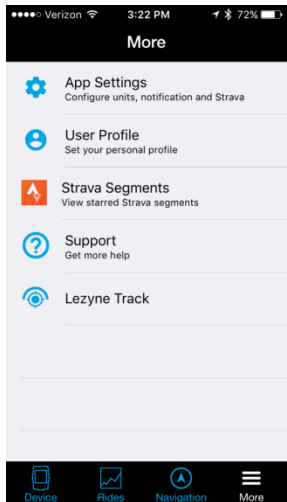 Verizon 3:22 PM 72%
More
App Settings
Configure units, notification and Strava
User Profile
Set your personal profile
Strava Segments
View starred Strava segments
Support
Get more help
Lezyne Track
Device Rides Navigation More